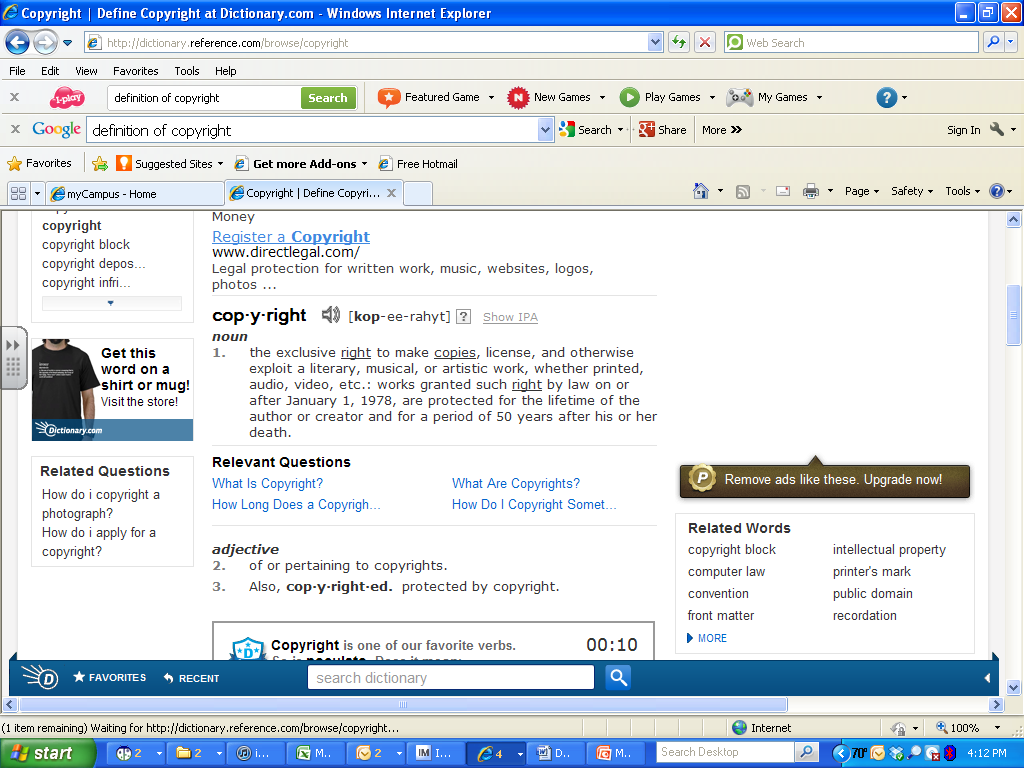 Copyright | Define Copyright at Dictionary.com - Windows Internet Explorer
http://dictionary.reference.com/browse/copyright
Web Search
File Edit View Favorites Tools Help
x i-play definition of copyright Search Featured Game New Games Play Games My Games ?
x Google definition of copyright Search Share More » Sign In
Favorites Suggested Sites Get more Add-ons Free Hotmail
myCampus - Home Copyright | Define Copyri... X Page Safety Tools
copyright
copyright block
copyright depos...
copyright infri...
Get this
word on a
shirt or mug!
Visit the store!
Dictionary.com
Related Questions
How do i copyright a
photograph?
How do i apply for a
copyright?
Money
Register a Copyright
www.directlegal.com/
Legal protection for written work, music, websites, logos,
photos ...
cop·y·right [kop-ee-rahyt] ? Show IPA
noun
1. the exclusive right to make copies, license, and otherwise
exploit a literary, musical, or artistic work, whether printed,
audio, video, etc.: works granted such right by law on or
after January 1, 1978, are protected for the lifetime of the
author or creator and for a period of 50 years after his or her
death.
Relevant Questions
What Is Copyright? What Are Copyrights?
How Long Does a Copyrigh... How Do I Copyright Somet...
adjective
2. of or pertaining to copyrights.
3. Also, cop·y·right·ed. protected by copyright.
Copyright is one of our favorite verbs. 00:10
P Remove ads like these. Upgrade now!
Related Words
copyright block intellectual property
computer law printer's mark
convention public domain
front matter recordation
MORE
D FAVORITES RECENT search dictionary
(1 item remaining) Waiting for http://dictionary.reference.com/browse/copyright... Internet 100%
start 2 2 i... M... 2 I... 4 D... M... Search Desktop 70° 4:12 PM